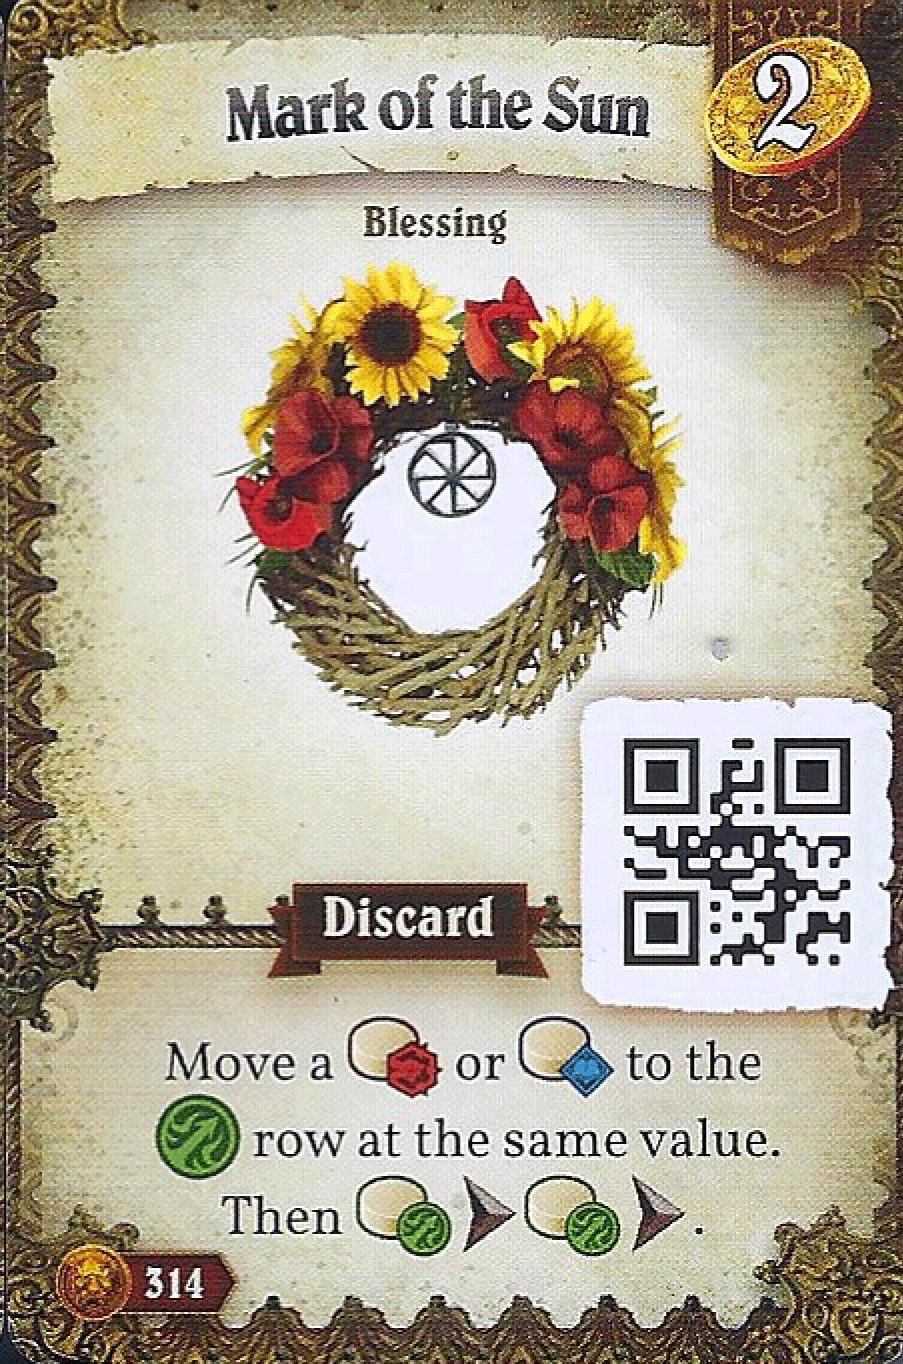 Mark of the Sun
2
Blessing
Discard
Move a or to the
row at the same value.
Then .
314